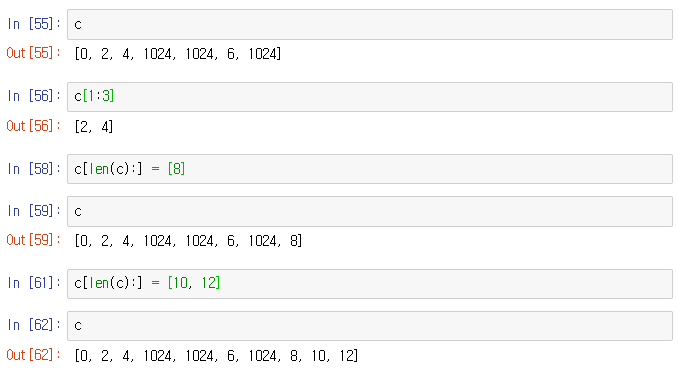 In [55]: c
Out[55]: [0, 2, 4, 1024, 1024, 6, 1024]
In [56]: c[1:3]
Out[56]: [2, 4]
In [58]: c[len(c):] = [8]
In [59]: c
Out[59]: [0, 2, 4, 1024, 1024, 6, 1024, 8]
In [61]: c[len(c):] = [10, 12]
In [62]: c
Out[62]: [0, 2, 4, 1024, 1024, 6, 1024, 8, 10, 12]